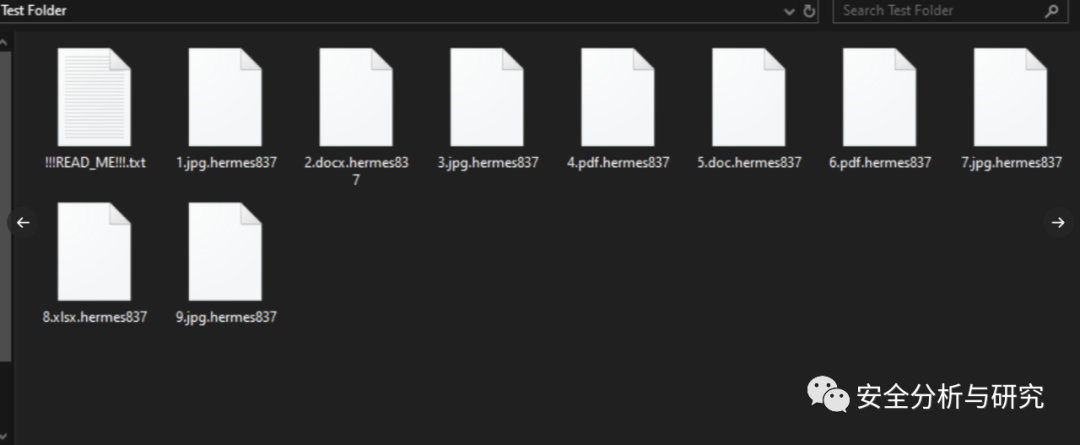 Test Folder
Search Test Folder
!!!READ_ME!!!.txt
1.jpg.hermes837
2.docx.hermes83
7
3.jpg.hermes837
4.pdf.hermes837
5.doc.hermes837
6.pdf.hermes837
7.jpg.hermes837
8.xlsx.hermes837
9.jpg.hermes837
安全分析与研究